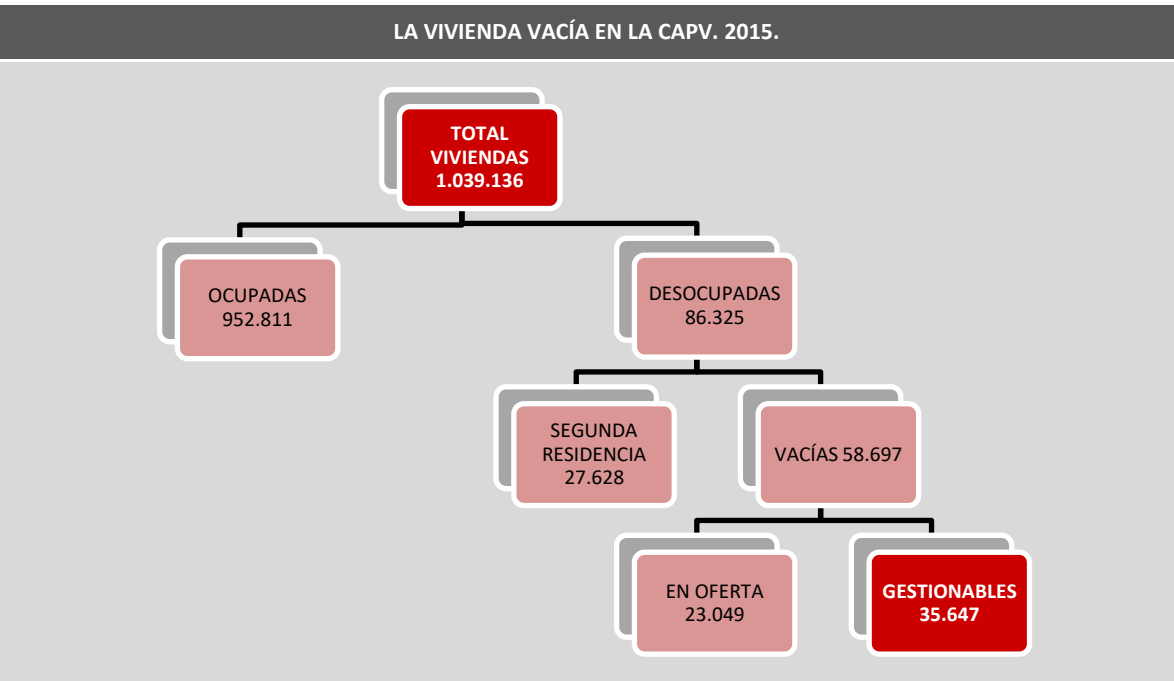 LA VIVIENDA VACÍA EN LA CAPV. 2015.
TOTAL
VIVIENDAS
1.039.136
OCUPADAS
952.811
DESOCUPADAS
86.325
SEGUNDA
RESIDENCIA
27.628
VACÍAS 58.697
EN OFERTA
23.049
GESTIONABLES
35.647